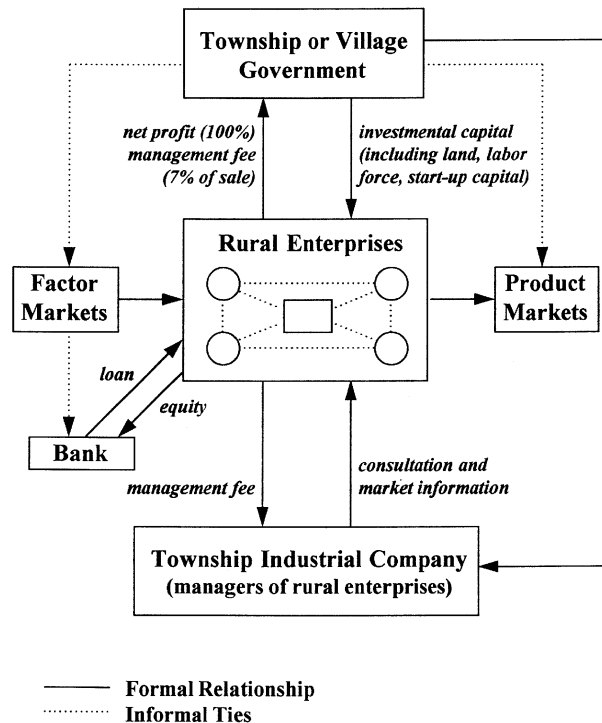 Township or Village
Government
net profit (100%)
management fee
(7% of sale)
investmental capital
(including land, labor
force, start-up capital)
Rural Enterprises
Factor
Markets
Product
Markets
loan
equity
Bank
management fee
consultation and
market information
Township Industrial Company
(managers of rural enterprises)
Formal Relationship
Informal Ties